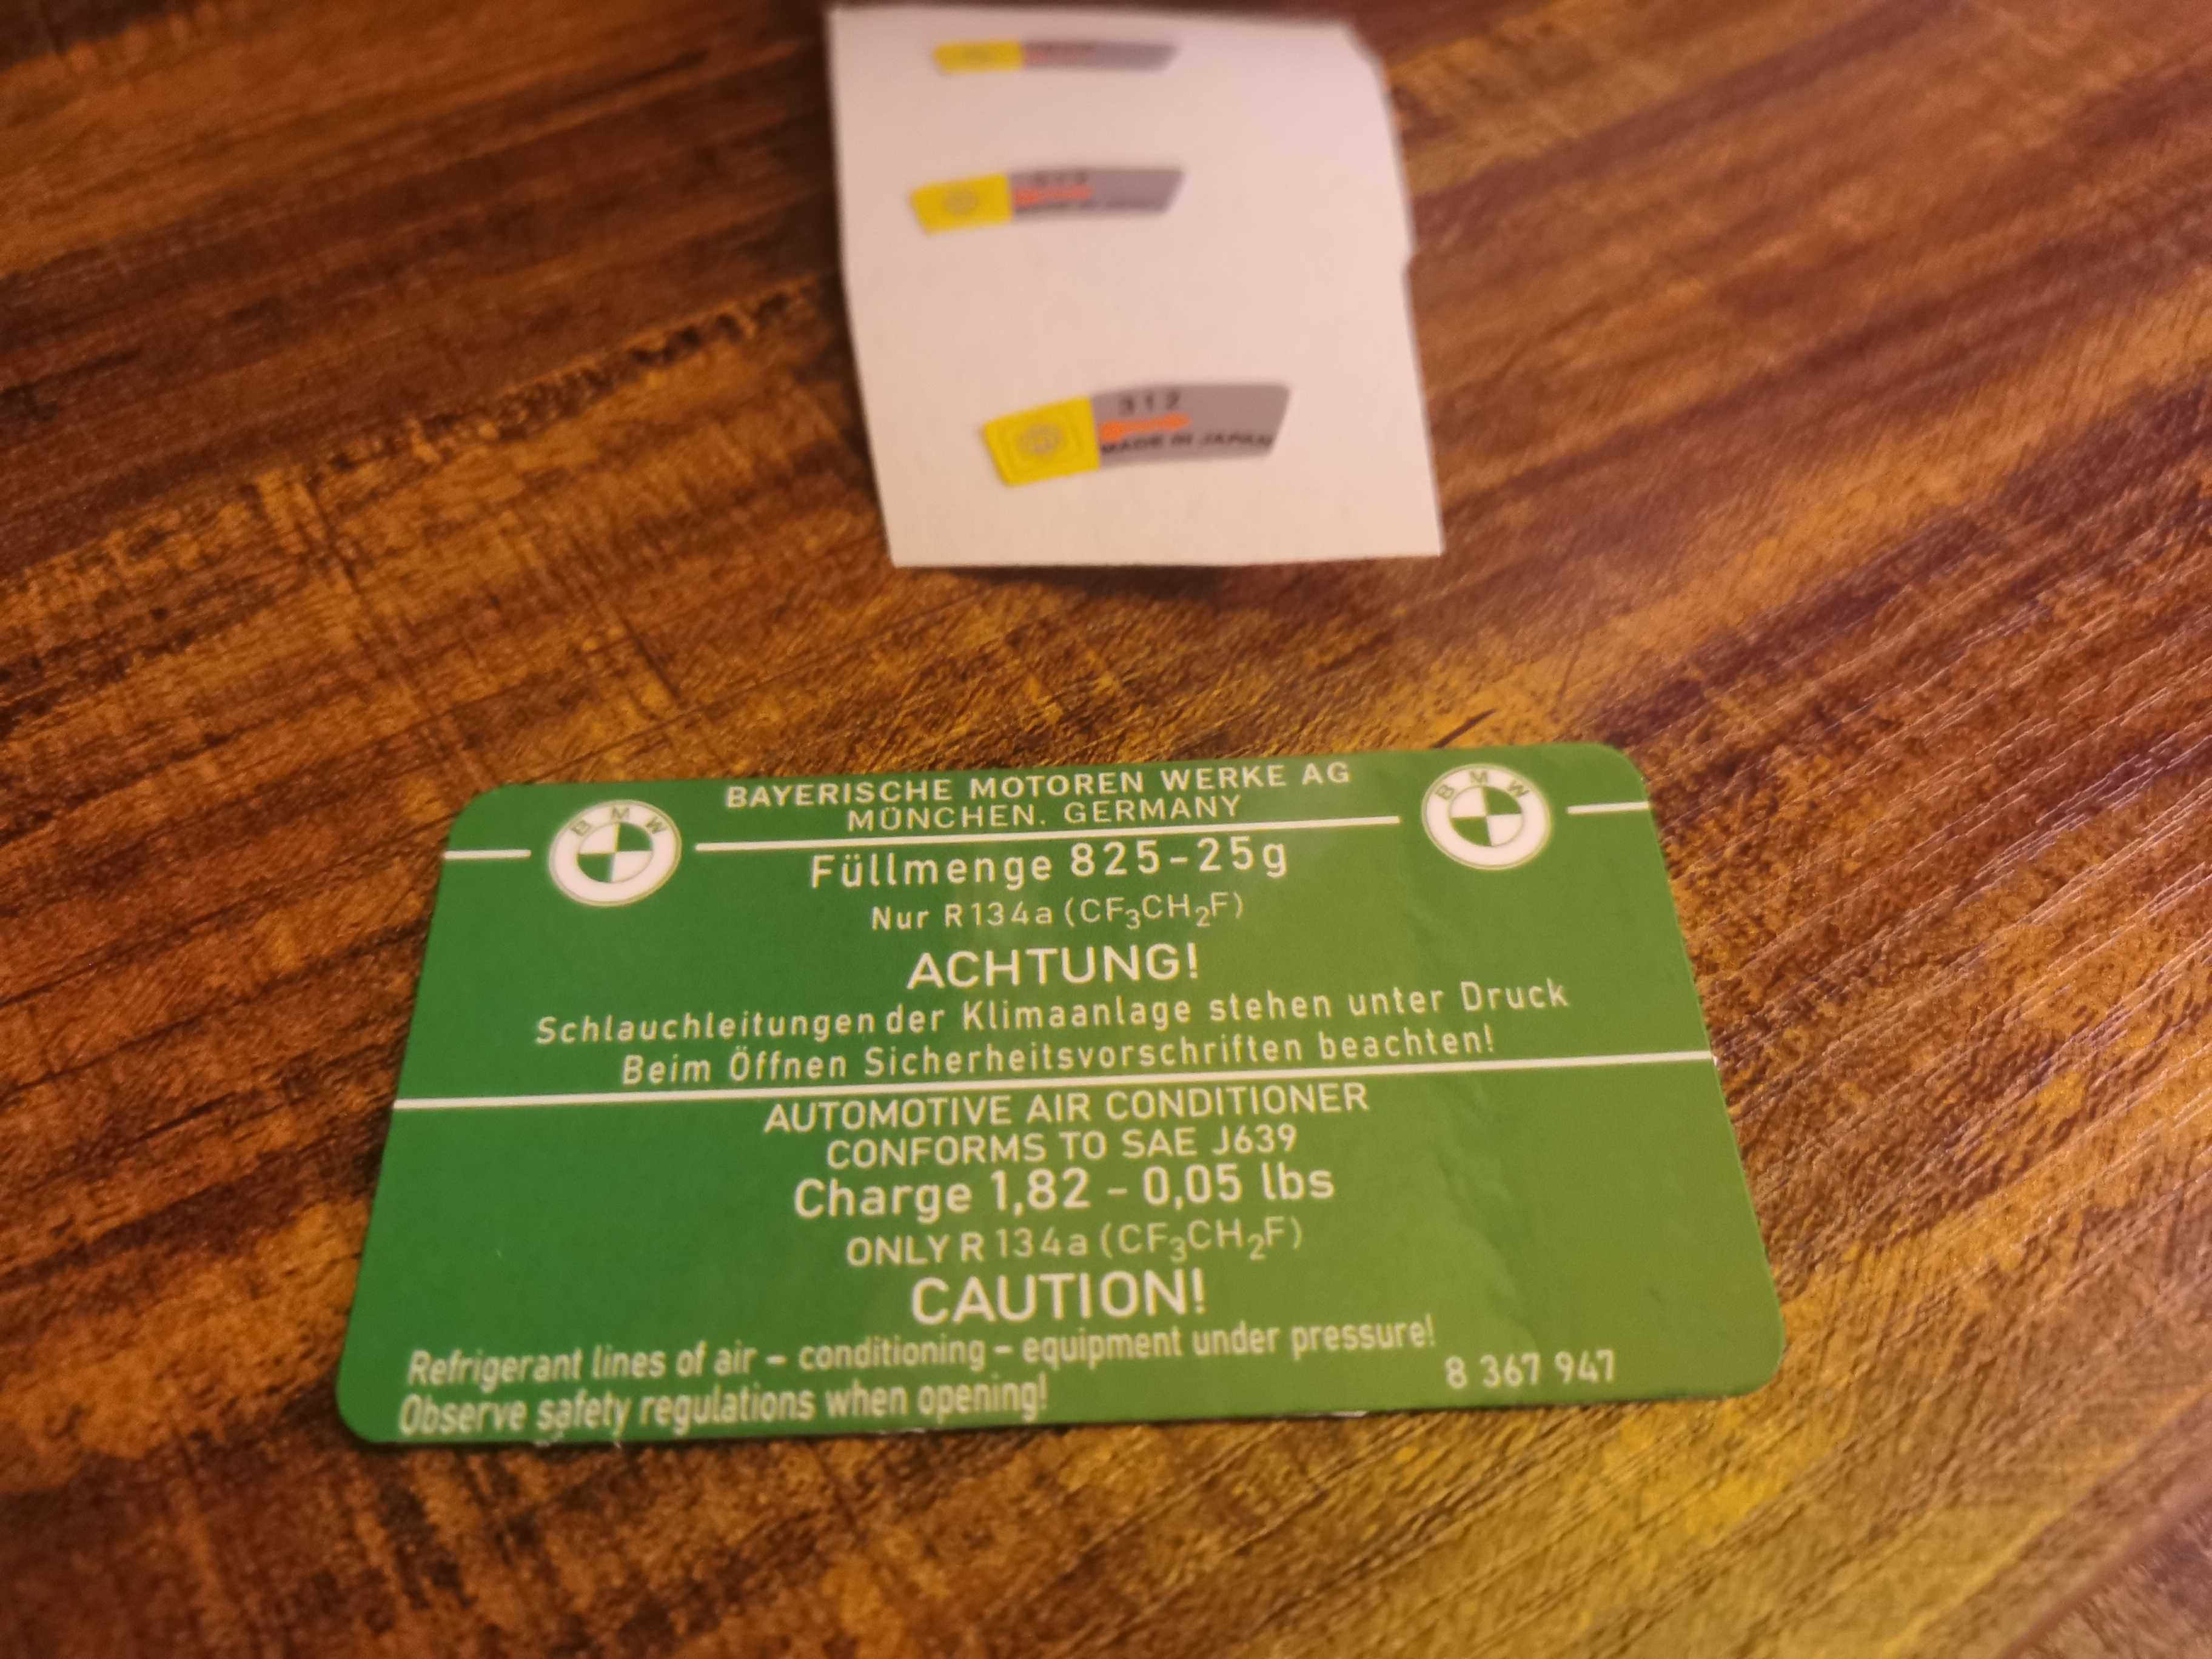 312
MADE IN JAPAN
BAYERISCHE MOTOREN WERKE AG
MÜNCHEN. GERMANY
BMW
BMW
Füllmenge 825-25g
Nur R134a (CF₃CH₂F)
ACHTUNG!
Schlauchleitungen der Klimaanlage stehen unter Druck
Beim Öffnen Sicherheitsvorschriften beachten!
AUTOMOTIVE AIR CONDITIONER
CONFORMS TO SAE J639
Charge 1,82 – 0,05 lbs
ONLY R 134a (CF₃CH₂F)
CAUTION!
Refrigerant lines of air – conditioning – equipment under pressure!
Observe safety regulations when opening!
8 367 947